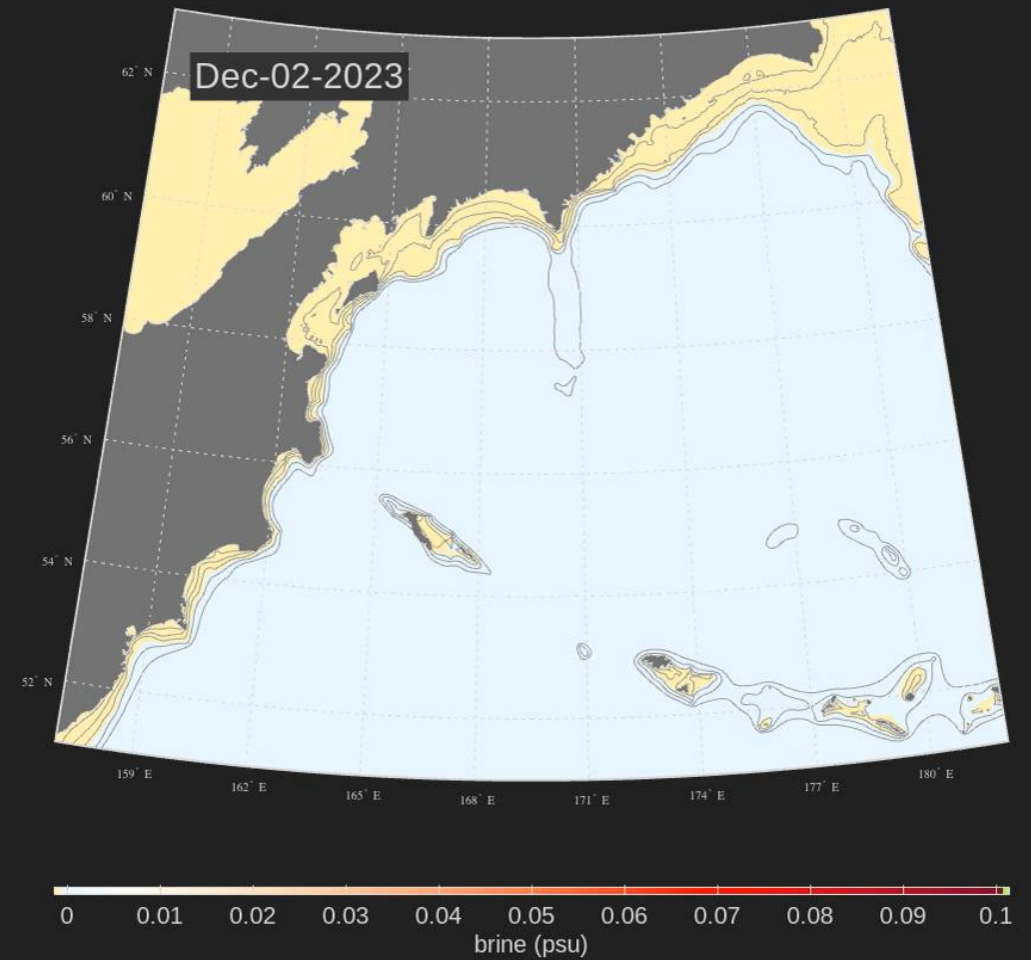 Dec-02-2023
62° N
60° N
58° N
56° N
54° N
52° N
159° E
162° E
165° E
168° E
171° E
174° E
177° E
180° E
0 0.01 0.02 0.03 0.04 0.05 0.06 0.07 0.08 0.09 0.1
brine (psu)